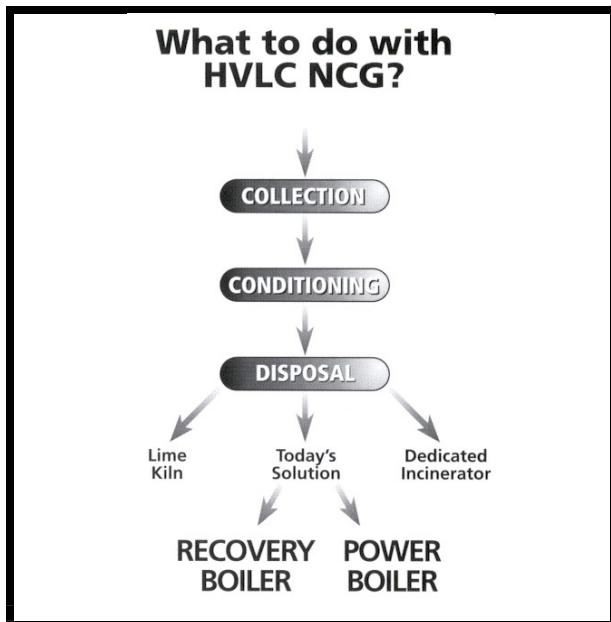 What to do with
HVLC NCG?
COLLECTION
CONDITIONING
DISPOSAL
Lime
Kiln
Today's
Solution
Dedicated
Incinerator
RECOVERY
BOILER
POWER
BOILER